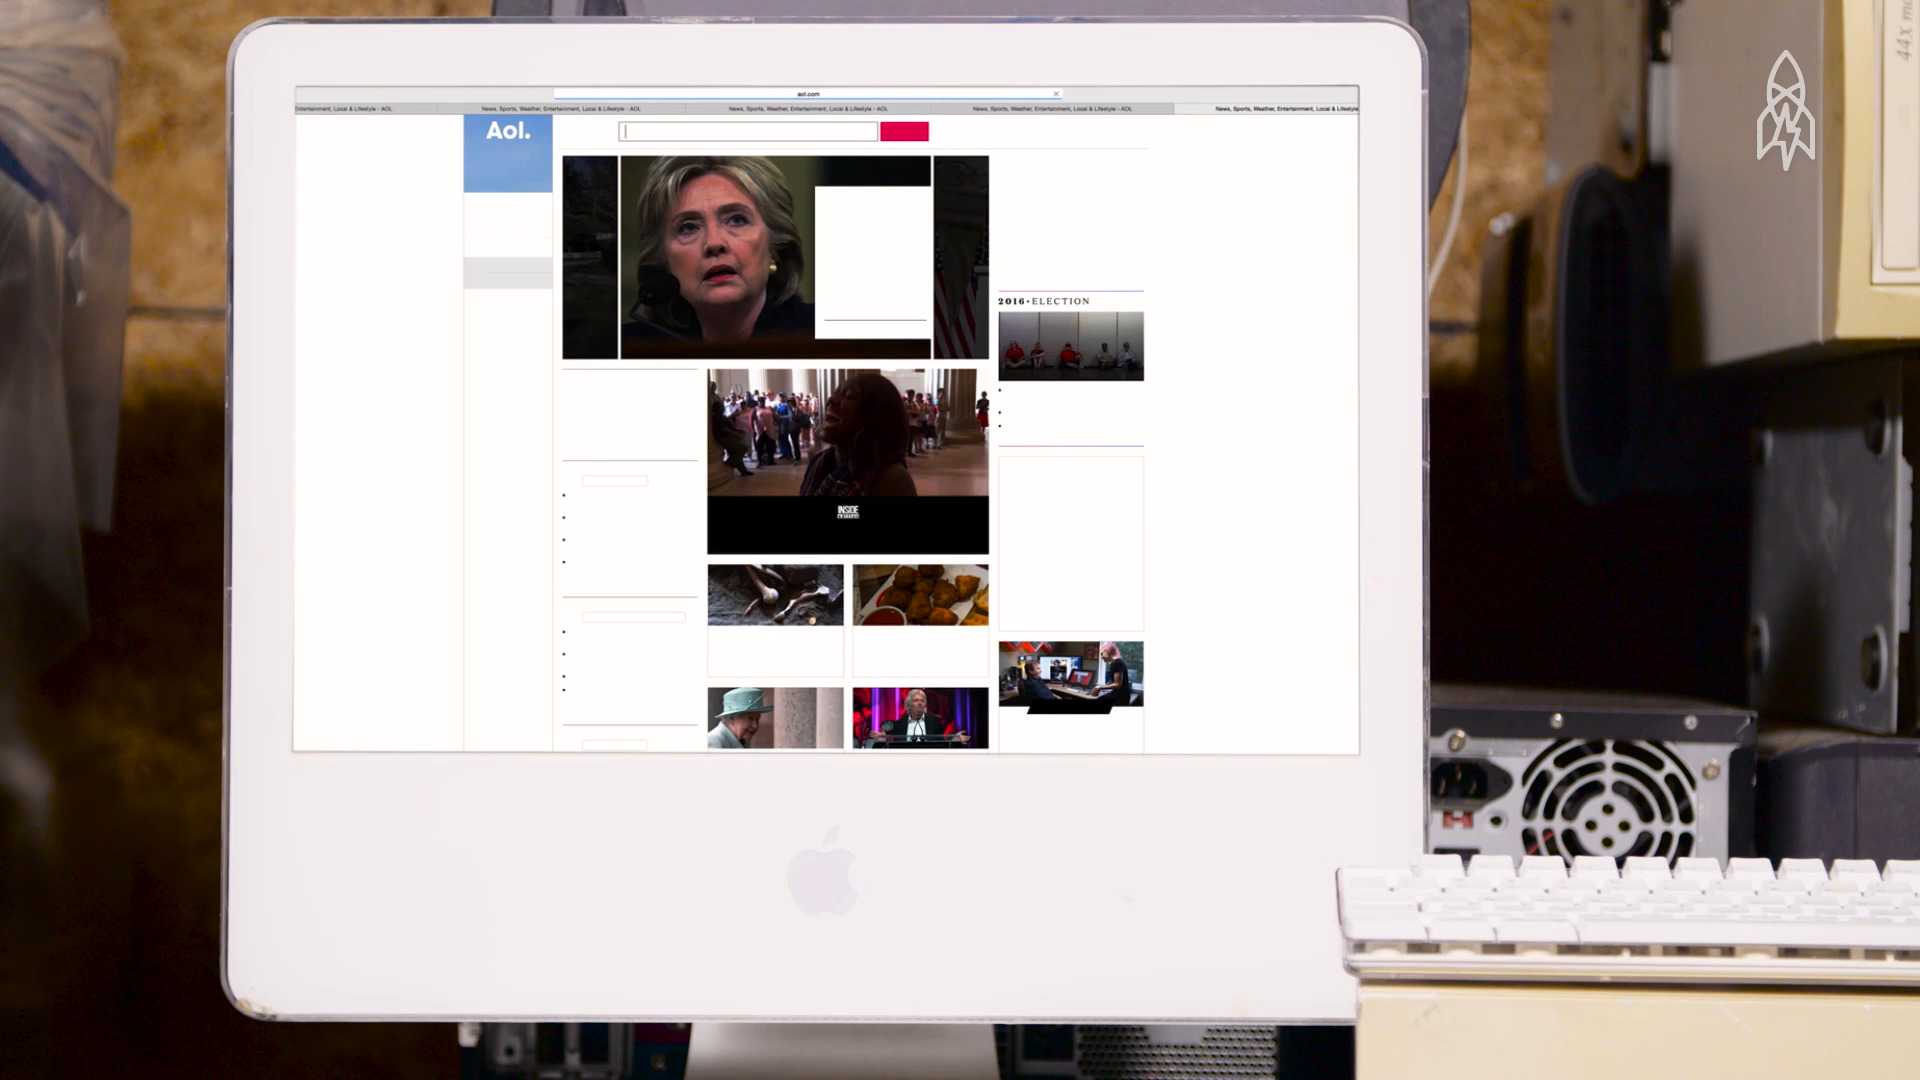 aol.com
Entertainment, Local & Lifestyle - AOL
News, Sports, Weather, Entertainment, Local & Lifestyle - AOL
News, Sports, Weather, Entertainment, Local & Lifestyle - AOL
News, Sports, Weather, Entertainment, Local & Lifestyle - AOL
News, Sports, Weather, Entertainment, Local & Lifestyle
Aol.
2016 • ELECTION
INSIDE
44x